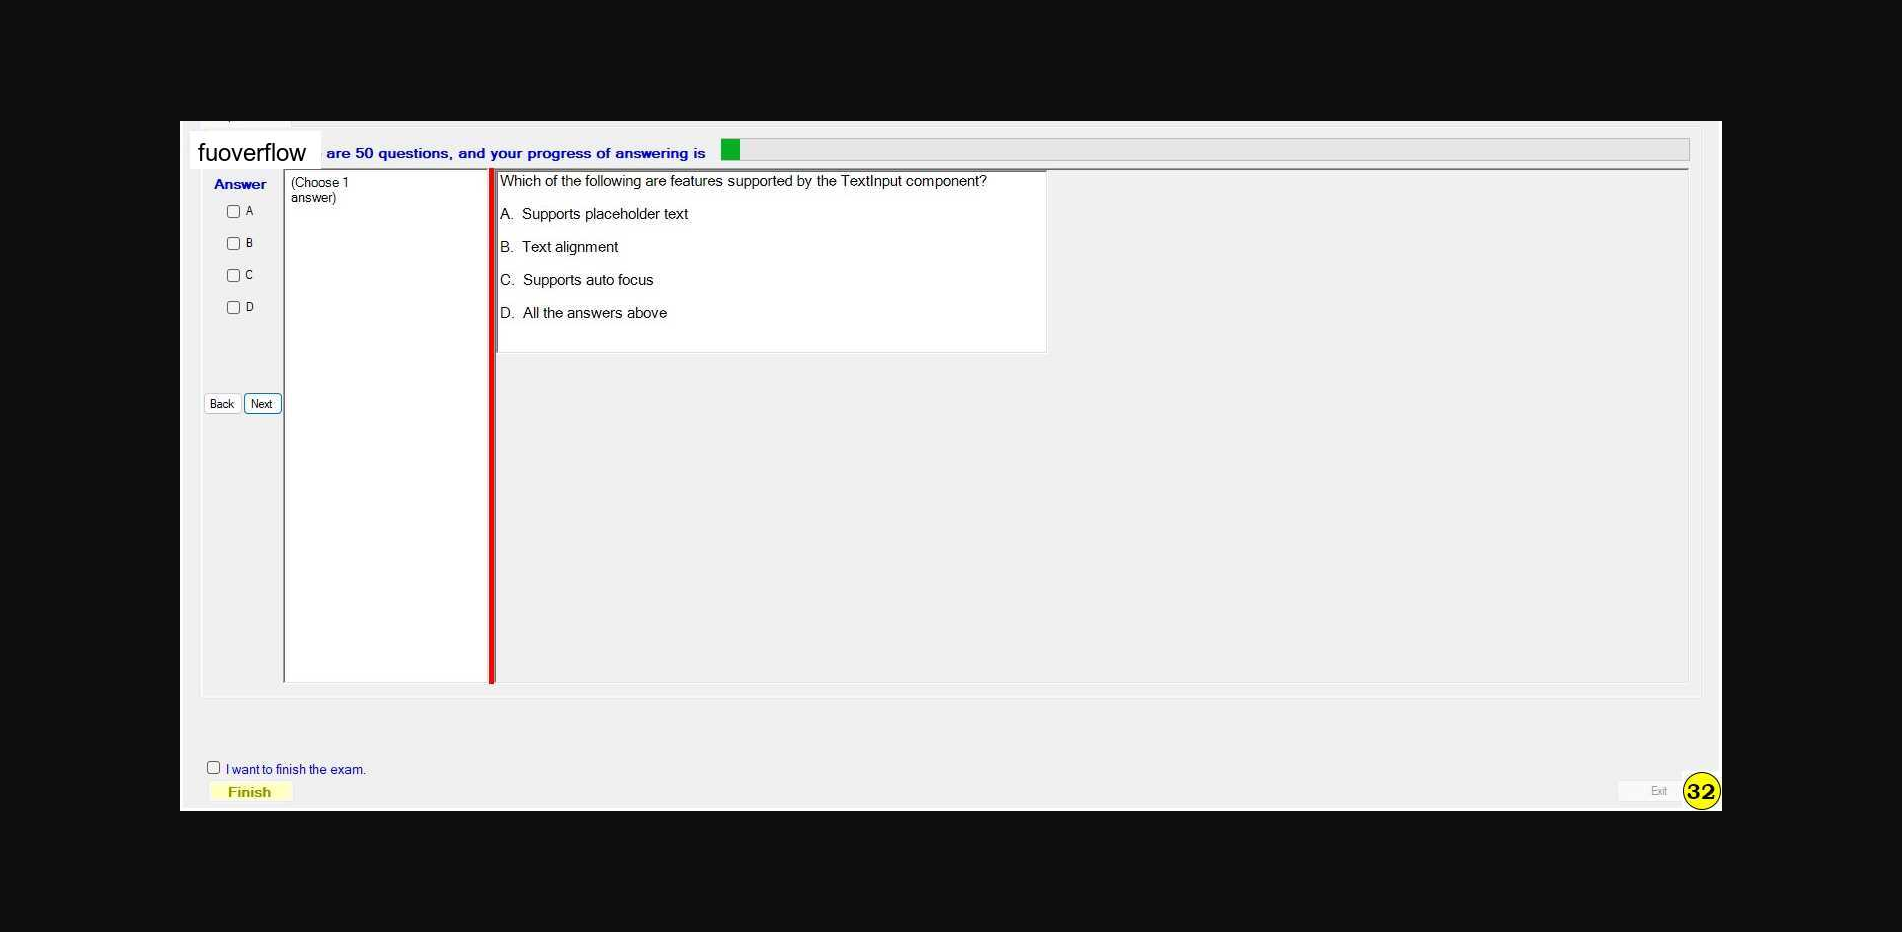 fuoverflow are 50 questions, and your progress of answering is
Answer
(Choose 1
answer)
A
B
C
D
Back Next
Which of the following are features supported by the TextInput component?
A. Supports placeholder text
B. Text alignment
C. Supports auto focus
D. All the answers above
I want to finish the exam.
Finish
Exit 32